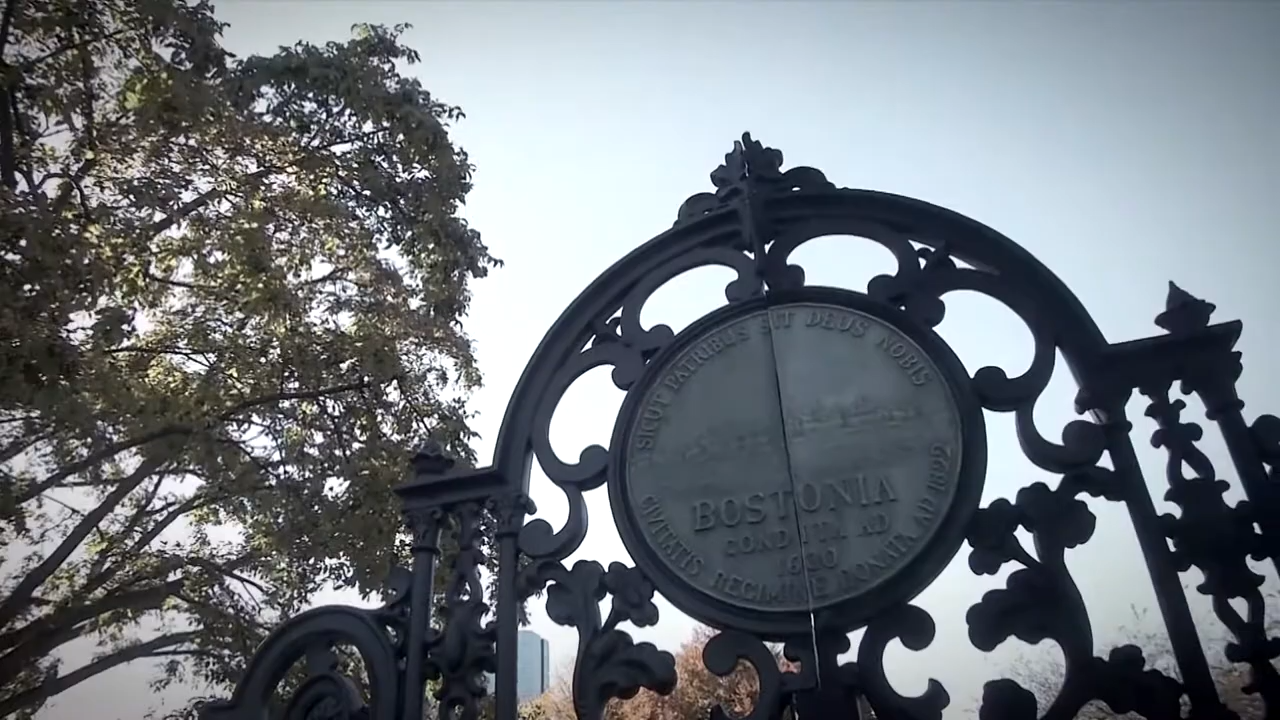 SICUT PATRIBUS SIT DEUS NOBIS
BOSTONIA
CONDITA AD
1630
CIVITATIS REGIMINE DONATA AD 1822